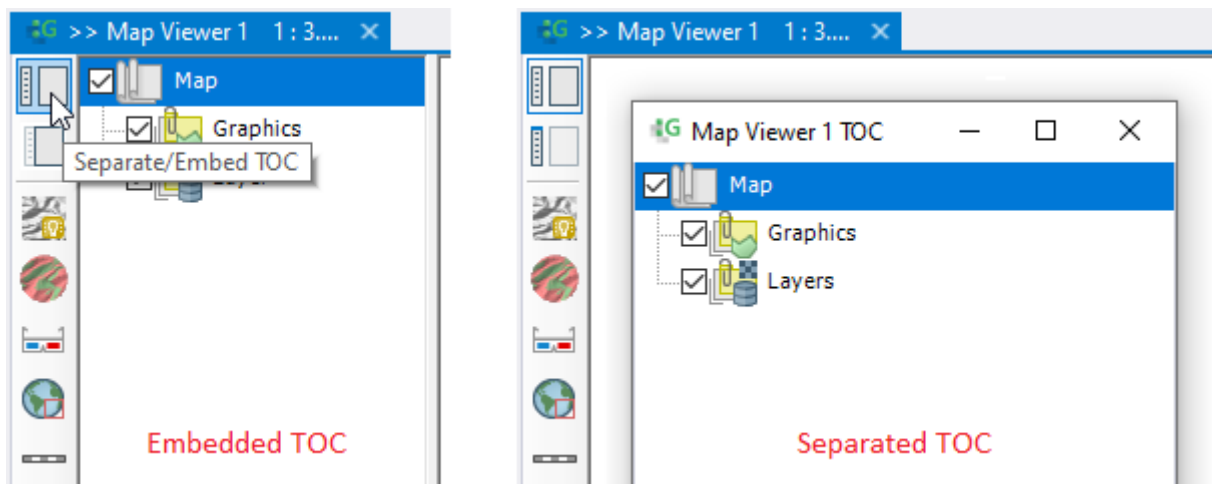 G >> Map Viewer 1 1 : 3....
Map
Graphics
Separate/Embed TOC
Embedded TOC
G >> Map Viewer 1 1 : 3....
G Map Viewer 1 TOC
Map
Graphics
Layers
Separated TOC